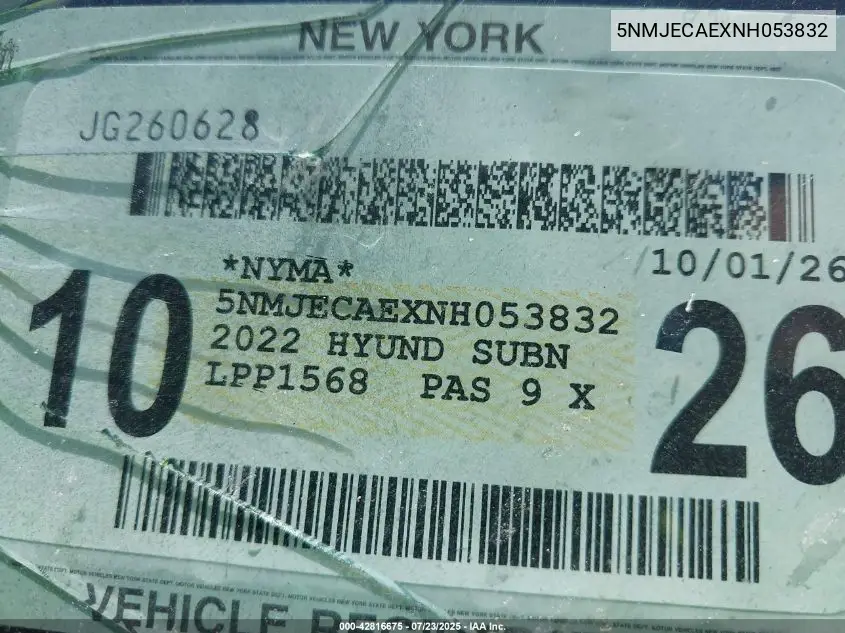 NEW YORK
5NMJECAEXNH053832
JG260628
*NYMA*
10/01/26
5NMJECAEXNH053832
2022 HYUND SUBN
LPP1568 PAS 9 X
10
26
VEHICLE
000-42816675 - 07/23/2025 - IAA Inc.